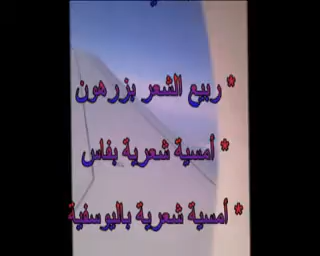 * ربيع الشعر بزرهون
* أمسية شعرية بفاس
* أمسية شعرية باليوسفية